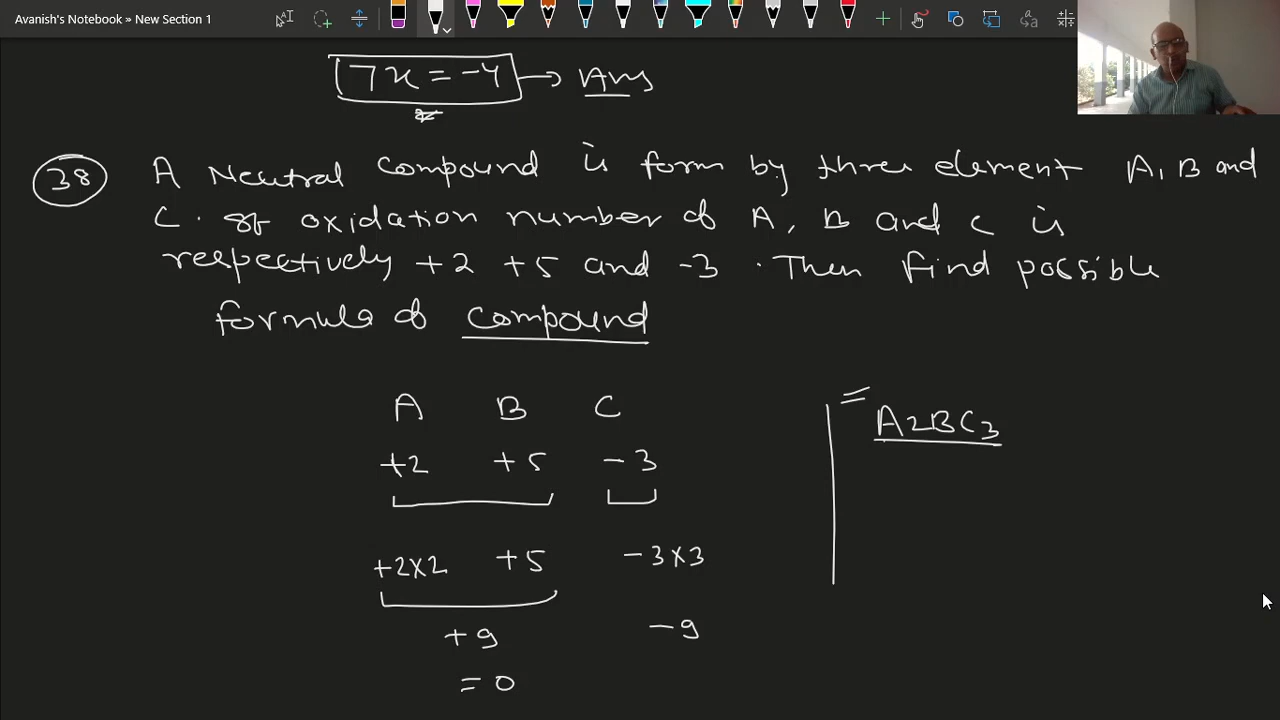 Avanish's Notebook » New Section 1
7x = -4 → Ans
38 A Neutral compound is form by three element A, B and
C. If oxidation number of A, B and C is
respectively +2 +5 and -3. Then find possible
formula of compound
A B C
+2 +5 -3
+2x2 +5 -3x3
+9 -9
= 0
= A2BC3